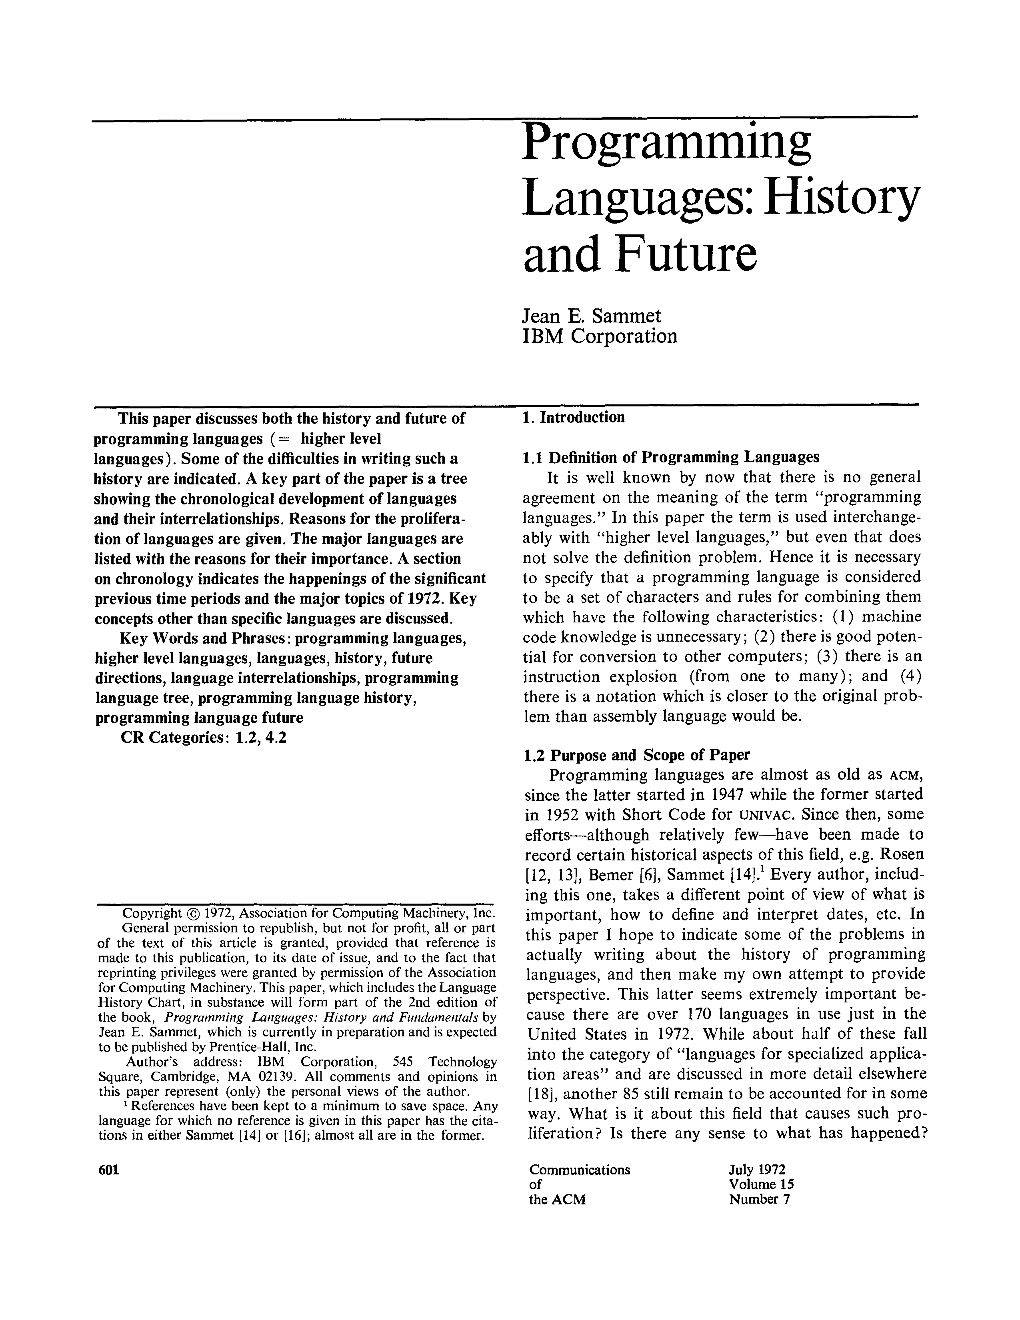 Programming
Languages: History
and Future
Jean E. Sammet
IBM Corporation
This paper discusses both the history and future of
programming languages (= higher level
languages). Some of the difficulties in writing such a
history are indicated. A key part of the paper is a tree
showing the chronological development of languages
and their interrelationships. Reasons for the prolifera-
tion of languages are given. The major languages are
listed with the reasons for their importance. A section
on chronology indicates the happenings of the significant
previous time periods and the major topics of 1972. Key
concepts other than specific languages are discussed.
Key Words and Phrases: programming languages,
higher level languages, languages, history, future
directions, language interrelationships, programming
language tree, programming language history,
programming language future
CR Categories: 1.2, 4.2
Copyright © 1972, Association for Computing Machinery, Inc.
General permission to republish, but not for profit, all or part
of the text of this article is granted, provided that reference is
made to this publication, to its date of issue, and to the fact that
reprinting privileges were granted by permission of the Association
for Computing Machinery. This paper, which includes the Language
History Chart, in substance will form part of the 2nd edition of
the book, Programming Languages: History and Fundamentals by
Jean E. Sammet, which is currently in preparation and is expected
to be published by Prentice-Hall, Inc.
Author's address: IBM Corporation, 545 Technology
Square, Cambridge, MA 02139. All comments and opinions in
this paper represent (only) the personal views of the author.
1 References have been kept to a minimum to save space. Any
language for which no reference is given in this paper has the cita-
tions in either Sammet [14] or [16]; almost all are in the former.
1. Introduction
1.1 Definition of Programming Languages
It is well known by now that there is no general
agreement on the meaning of the term "programming
languages." In this paper the term is used interchange-
ably with "higher level languages," but even that does
not solve the definition problem. Hence it is necessary
to specify that a programming language is considered
to be a set of characters and rules for combining them
which have the following characteristics: (1) machine
code knowledge is unnecessary; (2) there is good poten-
tial for conversion to other computers; (3) there is an
instruction explosion (from one to many); and (4)
there is a notation which is closer to the original prob-
lem than assembly language would be.
1.2 Purpose and Scope of Paper
Programming languages are almost as old as ACM,
since the latter started in 1947 while the former started
in 1952 with Short Code for UNIVAC. Since then, some
efforts—although relatively few—have been made to
record certain historical aspects of this field, e.g. Rosen
[12, 13], Bemer [6], Sammet [14].1 Every author, includ-
ing this one, takes a different point of view of what is
important, how to define and interpret dates, etc. In
this paper I hope to indicate some of the problems in
actually writing about the history of programming
languages, and then make my own attempt to provide
perspective. This latter seems extremely important be-
cause there are over 170 languages in use just in the
United States in 1972. While about half of these fall
into the category of "languages for specialized applica-
tion areas" and are discussed in more detail elsewhere
[18], another 85 still remain to be accounted for in some
way. What is it about this field that causes such pro-
liferation? Is there any sense to what has happened?
601
Communications
of
the ACM
July 1972
Volume 15
Number 7